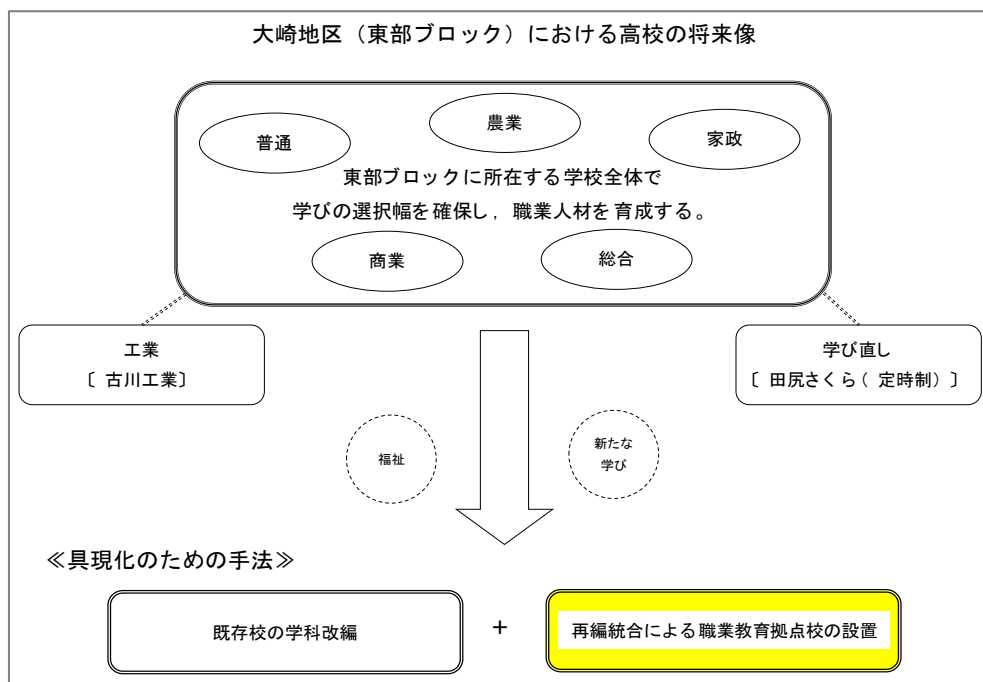 大崎地区（東部ブロック）における高校の将来像
農業
普通
家政
東部ブロックに所在する学校全体で
学びの選択幅を確保し，職業人材を育成する。
商業
総合
工業
〔 古川工業〕
学び直し
〔 田尻さくら( 定時制) 〕
福祉
新たな
学び
≪具現化のための手法≫
既存校の学科改編
+
再編統合による職業教育拠点校の設置